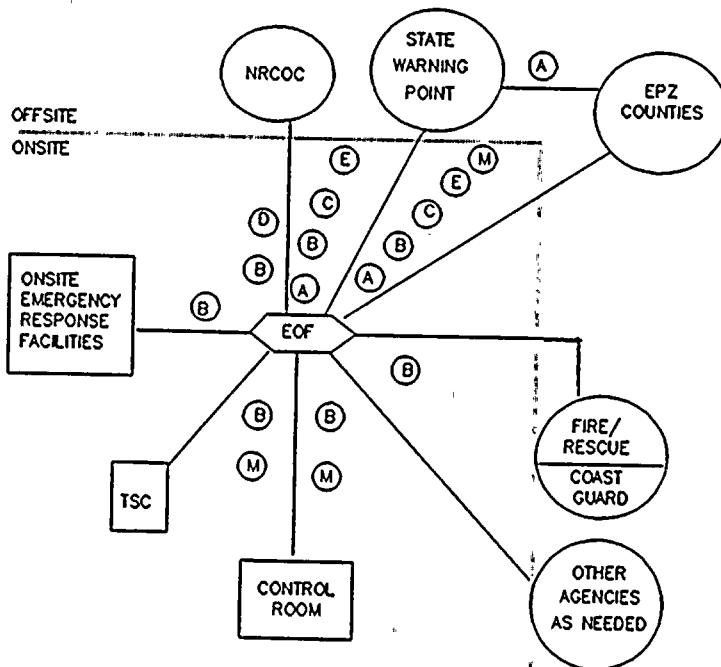 NRCOC
STATE
WARNING
POINT
A
EPZ
COUNTIES
OFFSITE
ONSITE
E
M
E
C
C
D
B
B
B
A
A
ONSITE
EMERGENCY
RESPONSE
FACILITIES
B
EOF
B
B
B
M
M
FIRE/
RESCUE
COAST
GUARD
TSC
CONTROL
ROOM
OTHER
AGENCIES
AS NEEDED